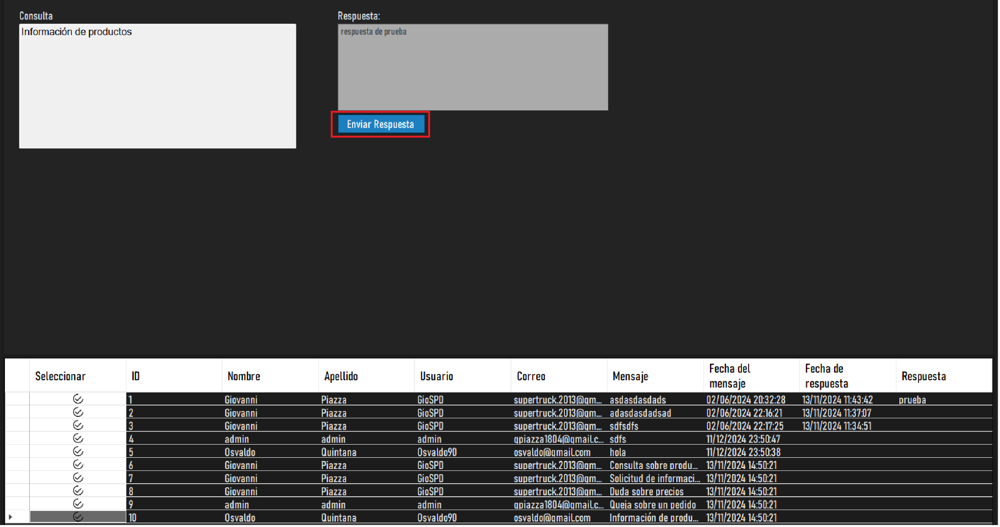 Consulta
Información de productos
Respuesta:
respuesta de prueba
Enviar Respuesta
Seleccionar ID Nombre Apellido Usuario Correo Mensaje Fecha del mensaje Fecha de respuesta Respuesta
1 Giovanni Piazza GioSPD supertruck.2013@gm... asdasdasdads 02/06/2024 20:32:28 13/11/2024 11:43:42 prueba
2 Giovanni Piazza GioSPD supertruck.2013@gm... adasdasdadsad 02/06/2024 22:16:21 13/11/2024 11:37:07
3 Giovanni Piazza GioSPD supertruck.2013@gm... sdfsdfs 02/06/2024 22:17:25 13/11/2024 11:34:51
4 admin admin admin gpiazza1804@gmail.c... sdfs 11/12/2024 23:50:47
5 Osvaldo Quintana Osvaldo90 osvaldo@gmail.com hola 11/12/2024 23:50:38
6 Giovanni Piazza GioSPD supertruck.2013@gm... Consulta sobre produ... 13/11/2024 14:50:21
7 Giovanni Piazza GioSPD supertruck.2013@gm... Solicitud de informaci... 13/11/2024 14:50:21
8 Giovanni Piazza GioSPD supertruck.2013@gm... Duda sobre precios 13/11/2024 14:50:21
9 admin admin admin gpiazza1804@gmail.c... Queja sobre un pedido 13/11/2024 14:50:21
10 Osvaldo Quintana Osvaldo90 osvaldo@gmail.com Información de produ... 13/11/2024 14:50:21